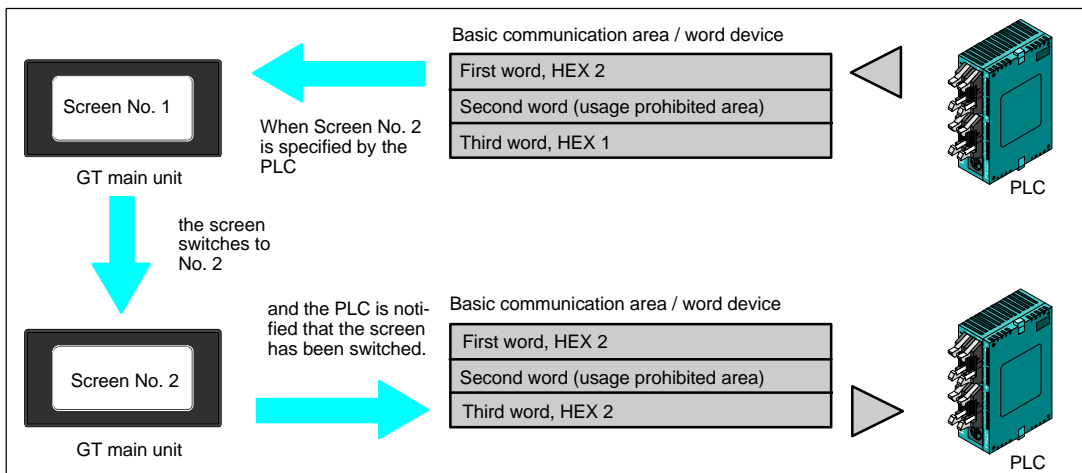 Basic communication area / word device
First word, HEX 2
Second word (usage prohibited area)
Third word, HEX 1
Screen No. 1
When Screen No. 2
is specified by the
PLC
GT main unit
PLC
the screen
switches to
No. 2
and the PLC is noti-
fied that the screen
has been switched.
Basic communication area / word device
First word, HEX 2
Second word (usage prohibited area)
Third word, HEX 2
Screen No. 2
GT main unit
PLC